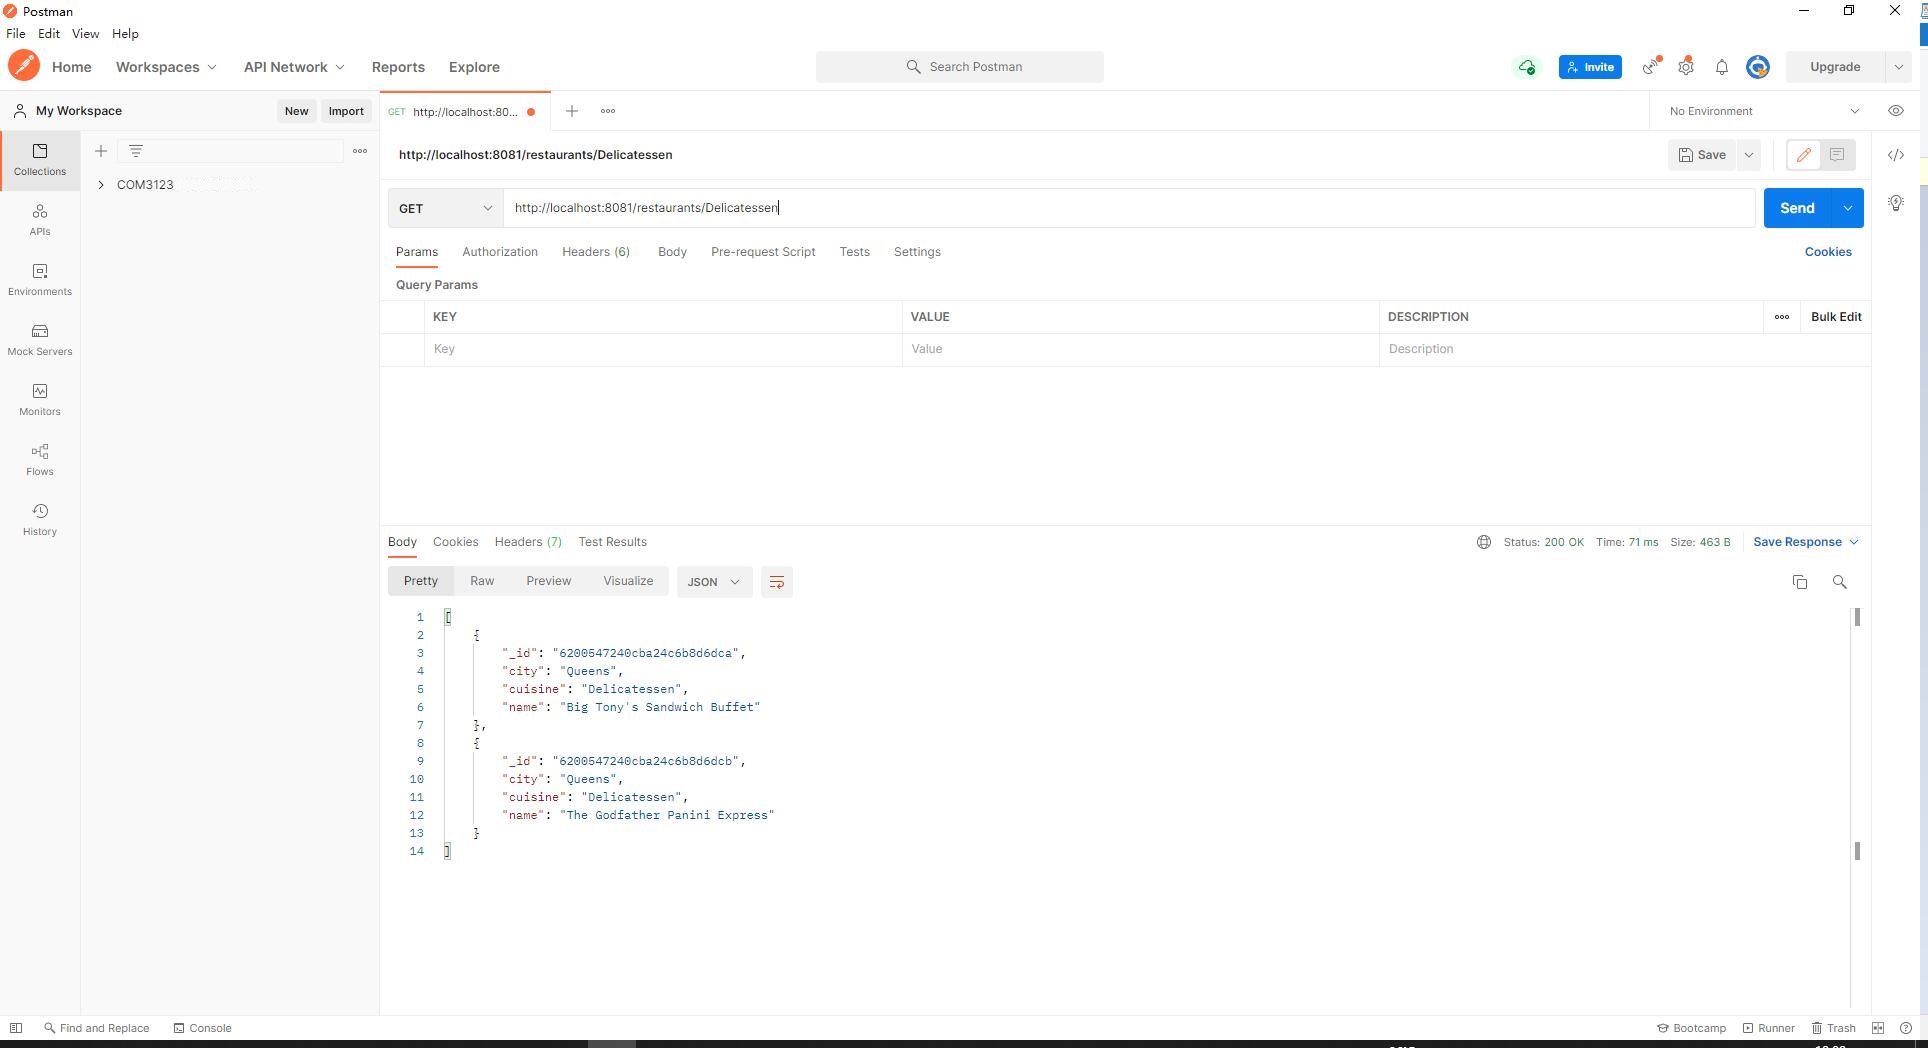 Postman
File Edit View Help
Home Workspaces API Network Reports Explore Search Postman Invite Upgrade
My Workspace New Import GET http://localhost:80... No Environment
http://localhost:8081/restaurants/Delicatessen Save
Collections
COM3123
GET http://localhost:8081/restaurants/Delicatessen Send
APIs
Params Authorization Headers (6) Body Pre-request Script Tests Settings Cookies
Environments
Query Params
KEY VALUE DESCRIPTION Bulk Edit
Mock Servers
Key Value Description
Monitors
Flows
History
Body Cookies Headers (7) Test Results Status: 200 OK Time: 71 ms Size: 463 B Save Response
Pretty Raw Preview Visualize JSON
1 [
2 {
3 "_id": "6200547240cba24c6b8d6dca",
4 "city": "Queens",
5 "cuisine": "Delicatessen",
6 "name": "Big Tony's Sandwich Buffet"
7 },
8 {
9 "_id": "6200547240cba24c6b8d6dcb",
10 "city": "Queens",
11 "cuisine": "Delicatessen",
12 "name": "The Godfather Panini Express"
13 }
14 ]
Find and Replace Console Bootcamp Runner Trash